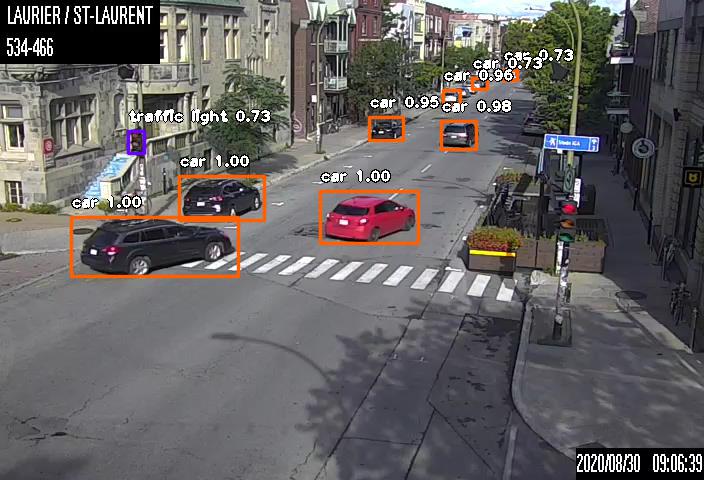 LAURIER / ST-LAURENT
534-466
car 0.73
car 0.73
car 0.96
car 0.95
car 0.98
traffic light 0.73
car 1.00
car 1.00
car 1.00
2020/08/30 09:06:39